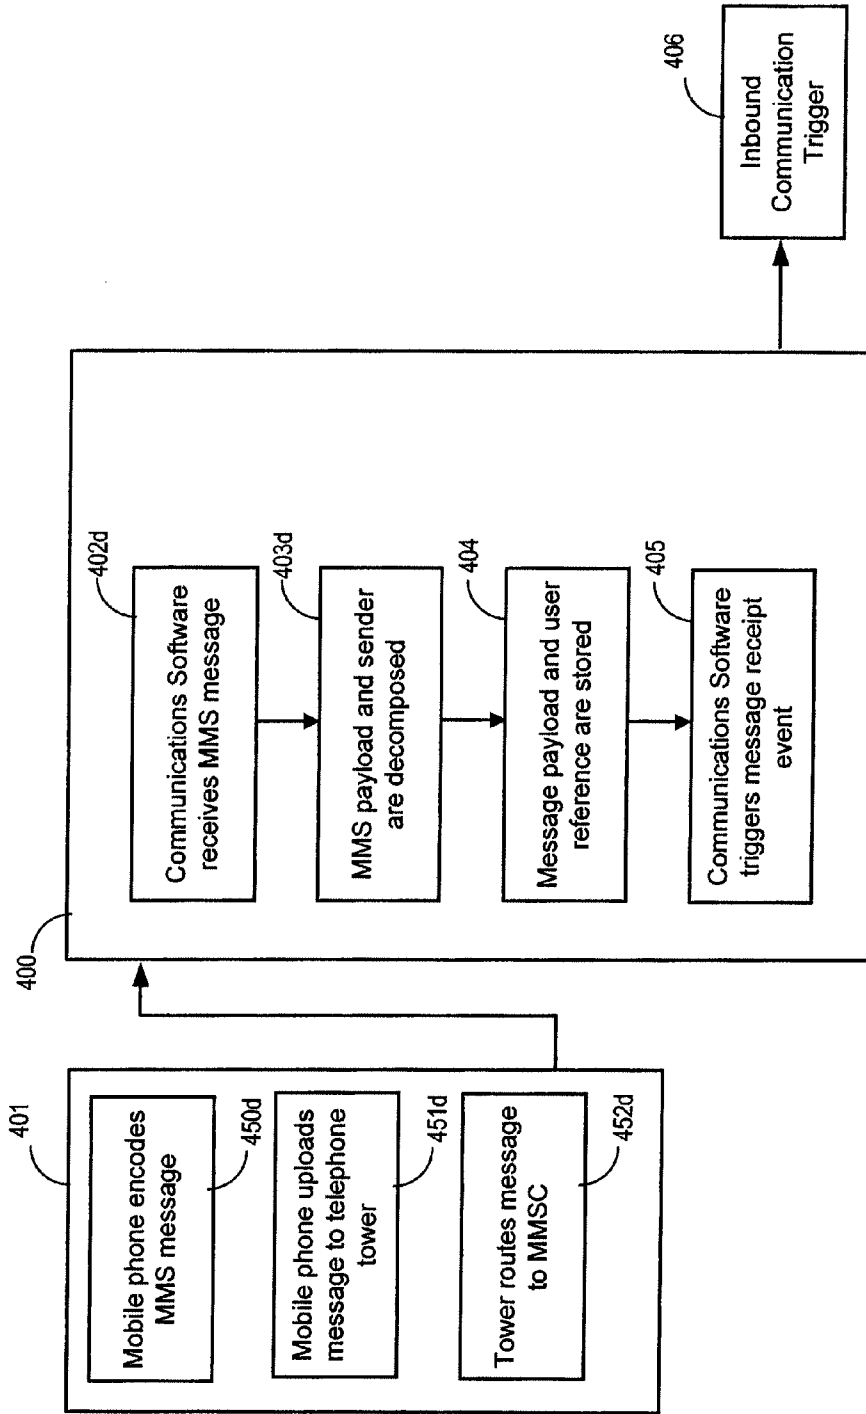 401
Mobile phone encodes
MMS message
450d
Mobile phone uploads
message to telephone
tower
451d
Tower routes message
to MMSC
452d
400
402d
Communications Software
receives MMS message
403d
MMS payload and sender
are decomposed
404
Message payload and user
reference are stored
405
Communications Software
triggers message receipt
event
406
Inbound
Communication
Trigger